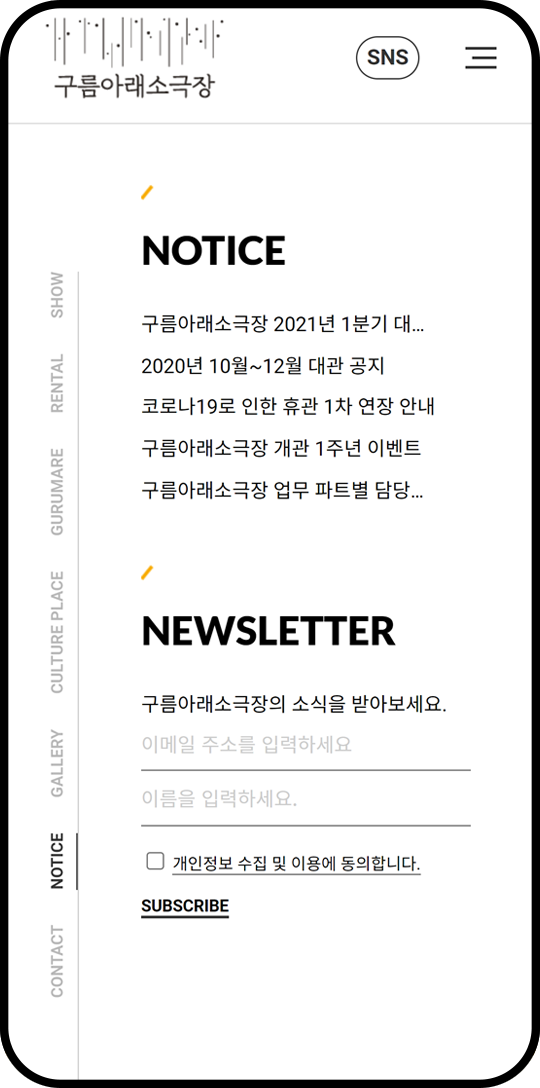 구름아래소극장
SNS
SHOW
RENTAL
GURUMARE
CULTURE PLACE
GALLERY
NOTICE
CONTACT
NOTICE
구름아래소극장 2021년 1분기 대...
2020년 10월~12월 대관 공지
코로나19로 인한 휴관 1차 연장 안내
구름아래소극장 개관 1주년 이벤트
구름아래소극장 업무 파트별 담당...
NEWSLETTER
구름아래소극장의 소식을 받아보세요.
이메일 주소를 입력하세요
이름을 입력하세요.
개인정보 수집 및 이용에 동의합니다.
SUBSCRIBE